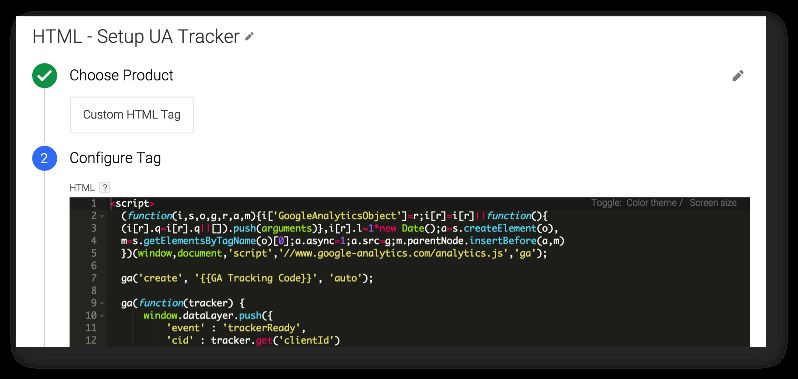 HTML - Setup UA Tracker
Choose Product
Custom HTML Tag
2 Configure Tag
HTML ?
Toggle: Color theme / Screen size
1 <script>
2 (function(i,s,o,g,r,a,m){i['GoogleAnalyticsObject']=r;i[r]=i[r]||function(){
3 (i[r].q=i[r].q||[]).push(arguments)},i[r].l=1*new Date();a=s.createElement(o),
4 m=s.getElementsByTagName(o)[0];a.async=1;a.src=g;m.parentNode.insertBefore(a,m)
5 })(window,document,'script','//www.google-analytics.com/analytics.js','ga');
6
7 ga('create', '{{GA Tracking Code}}', 'auto');
8
9 ga(function(tracker) {
10 window.dataLayer.push({
11 'event' : 'trackerReady',
12 'cid' : tracker.get('clientId')